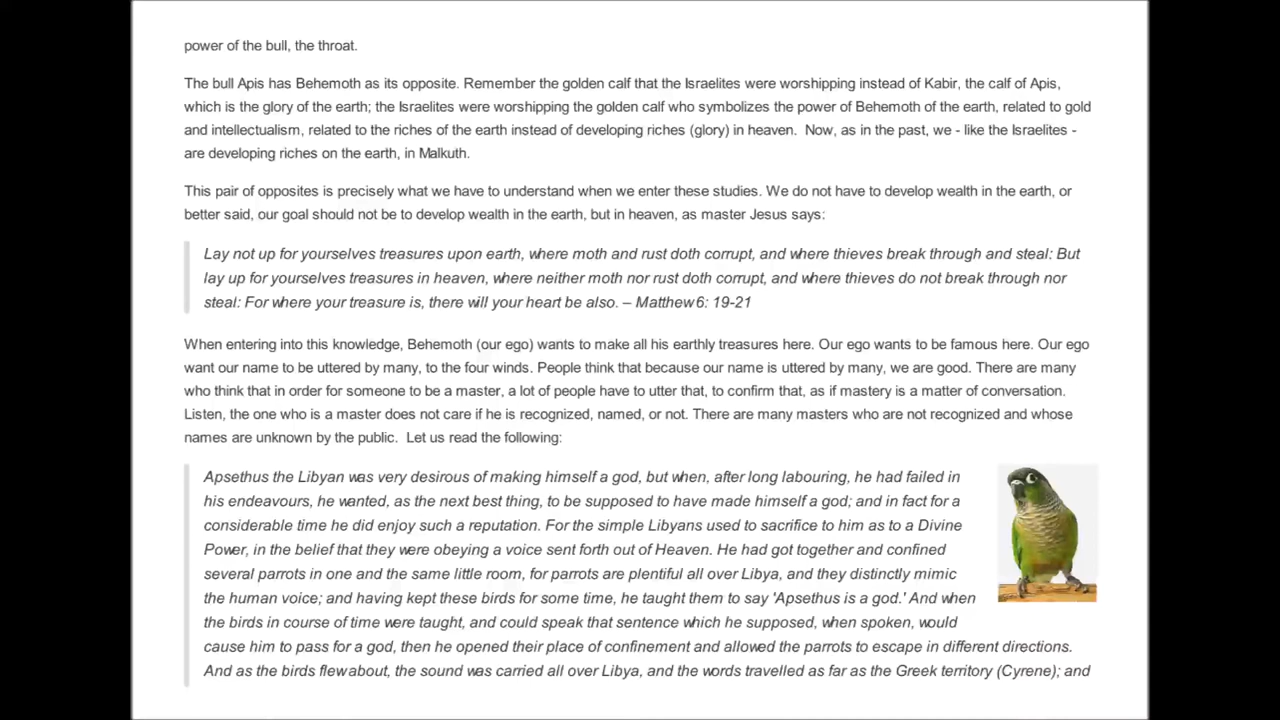 power of the bull, the throat.
The bull Apis has Behemoth as its opposite. Remember the golden calf that the Israelites were worshipping instead of Kabir, the calf of Apis,
which is the glory of the earth; the Israelites were worshipping the golden calf who symbolizes the power of Behemoth of the earth, related to gold
and intellectualism, related to the riches of the earth instead of developing riches (glory) in heaven. Now, as in the past, we - like the Israelites -
are developing riches on the earth, in Malkuth.
This pair of opposites is precisely what we have to understand when we enter these studies. We do not have to develop wealth in the earth, or
better said, our goal should not be to develop wealth in the earth, but in heaven, as master Jesus says:
Lay not up for yourselves treasures upon earth, where moth and rust doth corrupt, and where thieves break through and steal: But
lay up for yourselves treasures in heaven, where neither moth nor rust doth corrupt, and where thieves do not break through nor
steal: For where your treasure is, there will your heart be also. – Matthew 6: 19-21
When entering into this knowledge, Behemoth (our ego) wants to make all his earthly treasures here. Our ego wants to be famous here. Our ego
want our name to be uttered by many, to the four winds. People think that because our name is uttered by many, we are good. There are many
who think that in order for someone to be a master, a lot of people have to utter that, to confirm that, as if mastery is a matter of conversation.
Listen, the one who is a master does not care if he is recognized, named, or not. There are many masters who are not recognized and whose
names are unknown by the public. Let us read the following:
Apsethus the Libyan was very desirous of making himself a god, but when, after long labouring, he had failed in
his endeavours, he wanted, as the next best thing, to be supposed to have made himself a god; and in fact for a
considerable time he did enjoy such a reputation. For the simple Libyans used to sacrifice to him as to a Divine
Power, in the belief that they were obeying a voice sent forth out of Heaven. He had got together and confined
several parrots in one and the same little room, for parrots are plentiful all over Libya, and they distinctly mimic
the human voice; and having kept these birds for some time, he taught them to say 'Apsethus is a god.' And when
the birds in course of time were taught, and could speak that sentence which he supposed, when spoken, would
cause him to pass for a god, then he opened their place of confinement and allowed the parrots to escape in different directions.
And as the birds flew about, the sound was carried all over Libya, and the words travelled as far as the Greek territory (Cyrene); and